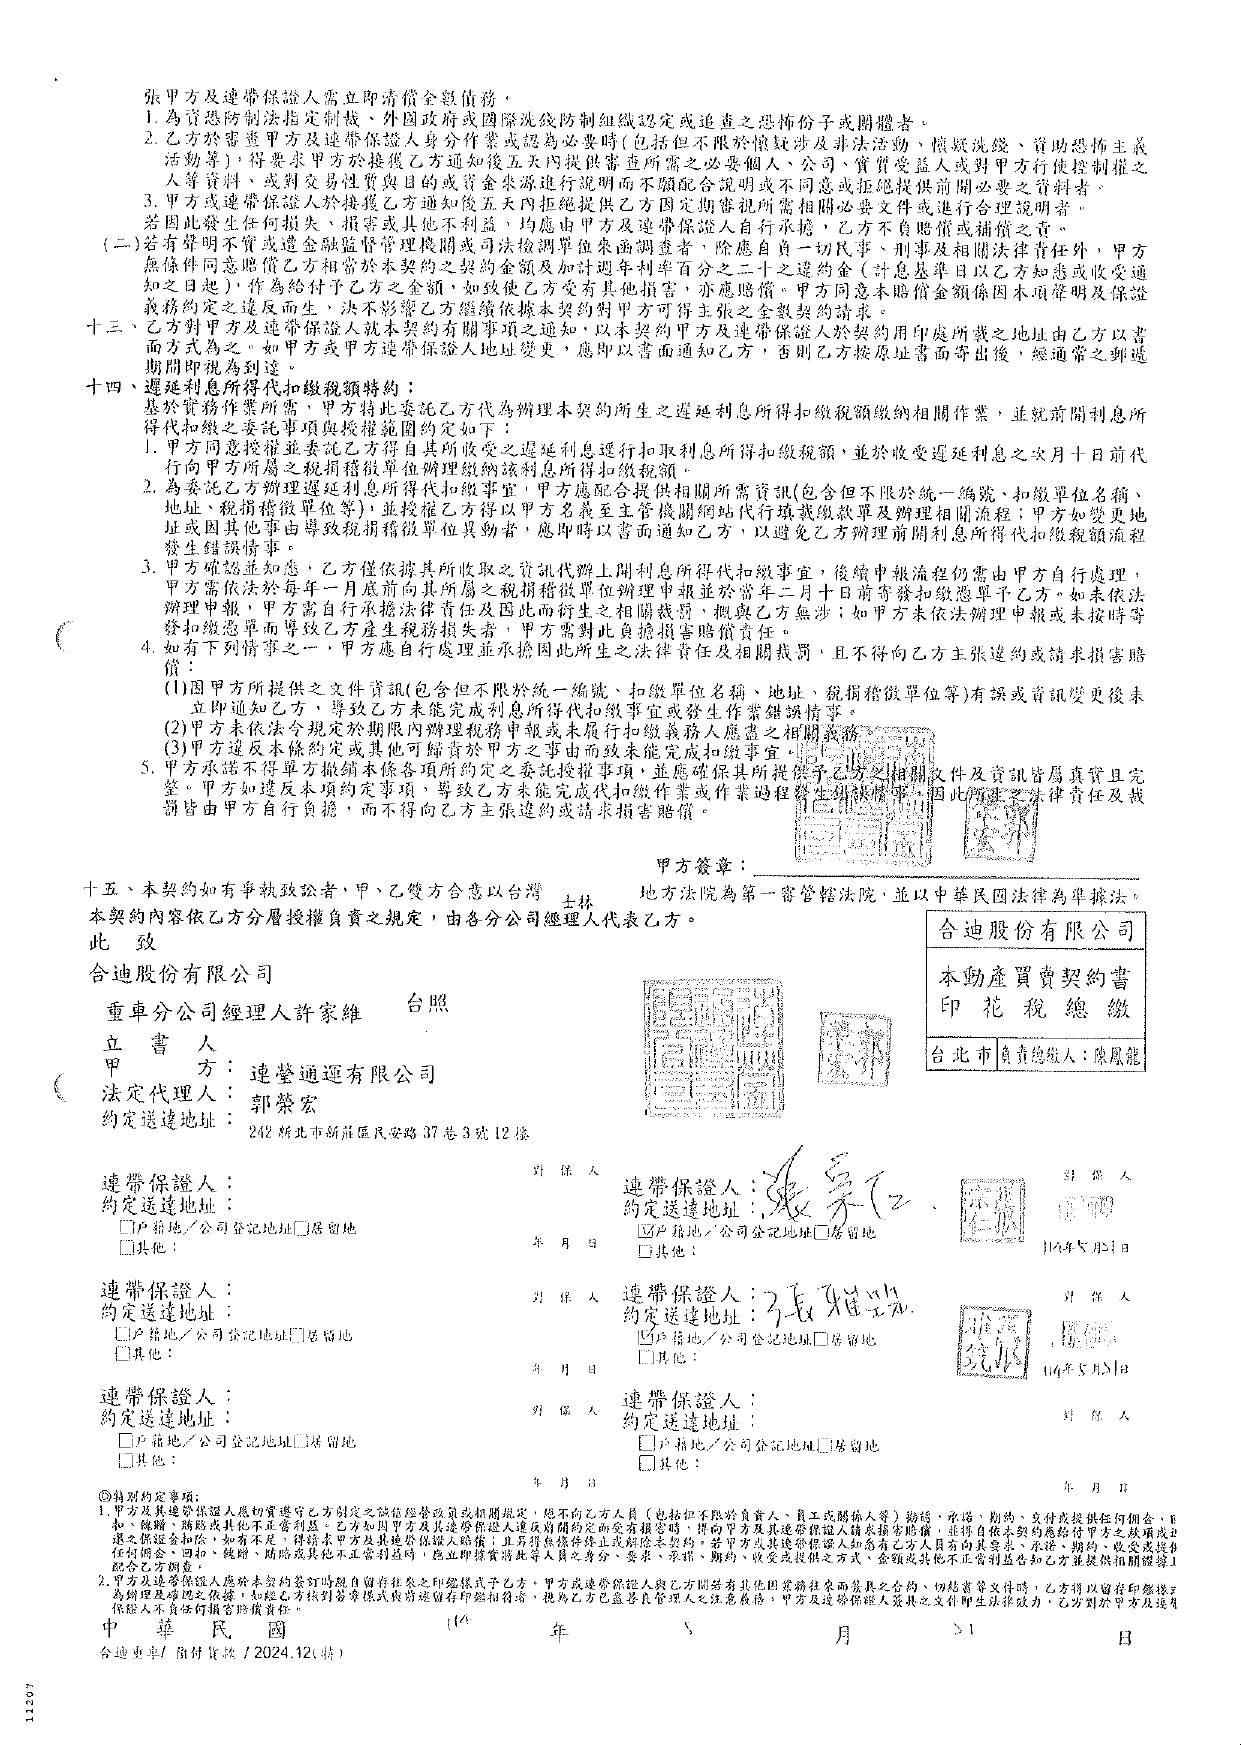 張甲方及連帶保證人需立即清償全數債務。
1. 為資恐防制法指定制裁、外國政府或國際洗錢防制組織認定或追查之恐怖份子或團體者。
2. 乙方於審查甲方及連帶保證人身分作業或認為必要時(包括但不限於懷疑涉及非法活動、懷疑洗錢、資助恐怖主義
活動等)，得要求甲方於接獲乙方通知後五天內提供審查所需之必要個人、公司、實質受益人或對甲方行使控制權之
人等資料、或對交易性質與目的或資金來源進行說明而不願配合說明或不同意或拒絕提供前開必要之資料者。
3. 甲方或連帶保證人於接獲乙方通知後五天內拒絕提供乙方因定期審視所需相關必要文件或進行合理說明者。
若因此發生任何損失、損害或其他不利益，均應由甲方及連帶保證人自行承擔，乙方不負賠償或補償之責。
(二)若有聲明不實或遭金融監督管理機關或司法檢調單位來函調查者，除應自負一切民事、刑事及相關法律責任外，甲方
無條件同意賠償乙方相當於本契約之契約金額及加計週年利率百分之二十之違約金（計息基準日以乙方知悉或收受通
知之日起），作為給付予乙方之金額，如致使乙方受有其他損害，亦應賠償。甲方同意本賠償金額係因本項聲明及保證
義務約定之違反而生，決不影響乙方繼續依據本契約對甲方可得主張之全數契約請求。
十三、乙方對甲方及連帶保證人就本契約有關事項之通知，以本契約甲方及連帶保證人於契約用印處所載之地址由乙方以書
面方式為之。如甲方或甲方連帶保證人地址變更，應即以書面通知乙方，否則乙方按原址書面寄出後，經通常之郵遞
期間即視為到達。
十四、遲延利息所得代扣繳稅額特約：
基於實務作業所需，甲方特此委託乙方代為辦理本契約所生之遲延利息所得扣繳稅額繳納相關作業，並就前開利息所
得代扣繳之委託事項與授權範圍約定如下：
1. 甲方同意授權並委託乙方得自其所收受之遲延利息逕行扣取利息所得扣繳稅額，並於收受遲延利息之次月十日前代
行向甲方所屬之稅捐稽徵單位辦理繳納該利息所得扣繳稅額。
2. 為委託乙方辦理遲延利息所得代扣繳事宜，甲方應配合提供相關所需資訊(包含但不限於統一編號、扣繳單位名稱、
地址、稅捐稽徵單位等)，並授權乙方得以甲方名義至主管機關網站代行填載繳款單及辦理相關流程；甲方如變更地
址或因其他事由導致稅捐稽徵單位異動者，應即時以書面通知乙方，以避免乙方辦理前開利息所得代扣繳稅額流程
發生錯誤情事。
3. 甲方確認並知悉，乙方僅依據其所收取之資訊代辦上開利息所得代扣繳事宜，後續申報流程仍需由甲方自行處理，
甲方需依法於每年一月底前向其所屬之稅捐稽徵單位辦理申報並於當年二月十日前寄發扣繳憑單予乙方。如未依法
辦理申報，甲方需自行承擔法律責任及因此而衍生之相關裁罰，概與乙方無涉；如甲方未依法辦理申報或未按時寄
發扣繳憑單而導致乙方產生稅務損失者，甲方需對此負擔損害賠償責任。
4. 如有下列情事之一，甲方應自行處理並承擔因此所生之法律責任及相關裁罰，且不得向乙方主張違約或請求損害賠
償：
(1)因甲方所提供之文件資訊(包含但不限於統一編號、扣繳單位名稱、地址、稅捐稽徵單位等)有誤或資訊變更後未
立即通知乙方，導致乙方未能完成利息所得代扣繳事宜或發生作業錯誤情事。
(2)甲方未依法令規定於期限內辦理稅務申報或未履行扣繳義務人應盡之相關義務。
(3)甲方違反本條約定或其他可歸責於甲方之事由而致未能完成扣繳事宜。
5. 甲方承諾不得單方撤銷本條各項所約定之委託授權事項，並應確保其所提供予乙方之相關文件及資訊皆屬真實且完
整。甲方如違反本項約定事項，導致乙方未能完成代扣繳作業或作業過程發生錯誤情事，因此所生之法律責任及裁
罰皆由甲方自行負擔，而不得向乙方主張違約或請求損害賠償。
甲方簽章：
十五、本契約如有爭執致訟者，甲、乙雙方合意以台灣 士林 地方法院為第一審管轄法院，並以中華民國法律為準據法。
本契約內容依乙方分層授權負責之規定，由各分公司經理人代表乙方。
此 致
合迪股份有限公司
重車分公司經理人許家維 台照
合迪股份有限公司
本動產買賣契約書
印花稅總繳
台北市 負責總繳人：陳鳳龍
立書人
甲方： 連瑩通運有限公司
法定代理人： 郭榮宏
約定送達地址： 242 新北市新莊區民安路 37 巷 3 號 12 樓
連帶保證人： 對保人 連帶保證人：張榮仁 對保人
約定送達地址： 約定送達地址：
□戶籍地／公司登記地址□居留地 ☑戶籍地／公司登記地址□居留地
□其他： 年 月 日 □其他： 114年5月21日
連帶保證人： 對保人 連帶保證人：張雅瑩 對保人
約定送達地址： 約定送達地址：
□戶籍地／公司登記地址□居留地 ☑戶籍地／公司登記地址□居留地
□其他： 年 月 日 □其他： 114年5月21日
連帶保證人： 對保人 連帶保證人： 對保人
約定送達地址： 約定送達地址：
□戶籍地／公司登記地址□居留地 □戶籍地／公司登記地址□居留地
□其他： 年 月 日 □其他： 年 月 日
◎特別約定事項:
1.甲方及其連帶保證人應切實遵守乙方制定之誠信經營政策或相關規定，絕不向乙方人員（包括但不限於負責人、員工或關係人等）勸誘、承諾、期約、支付或提供任何佣金、
扣、餽贈、賄賂或其他不正當利益。乙方如因甲方及其連帶保證人違反前開約定而受有損害時，得向甲方及其連帶保證人請求損害賠償，並得自依本契約應給付甲方之款項或
還之保證金扣除，如有不足，得續求甲方及其連帶保證人賠償；且另得無條件終止或解除本契約。若甲方或其連帶保證人知悉有乙方人員有向其要求、承諾、期約、收受或提
任何佣金、回扣、餽贈、賄賂或其他不正當利益時，應立即據實將此等人員之身分、要求、承諾、期約、收受或提供之方式、金額或其他不正當利益告知乙方並提供相關證據
配合乙方調查。
2.甲方及連帶保證人應於本契約簽訂時親自留存往來之印鑑樣式予乙方，甲方或連帶保證人與乙方間若有其他因業務往來而簽具之合約、切結書等文件時，乙方將以留存印鑑樣
為辦理及確認之依據，如經乙方核對簽章樣式與前述留存印鑑相符者，視為乙方已盡善良管理人之注意義務，甲方及連帶保證人簽具之文件即生法律效力，乙方對於甲方及連
保證人不負任何損害賠償責任。
中華民國 114 年 5 月 21 日
合迪重車/ 預付貨款 /2024.12(特)
11207